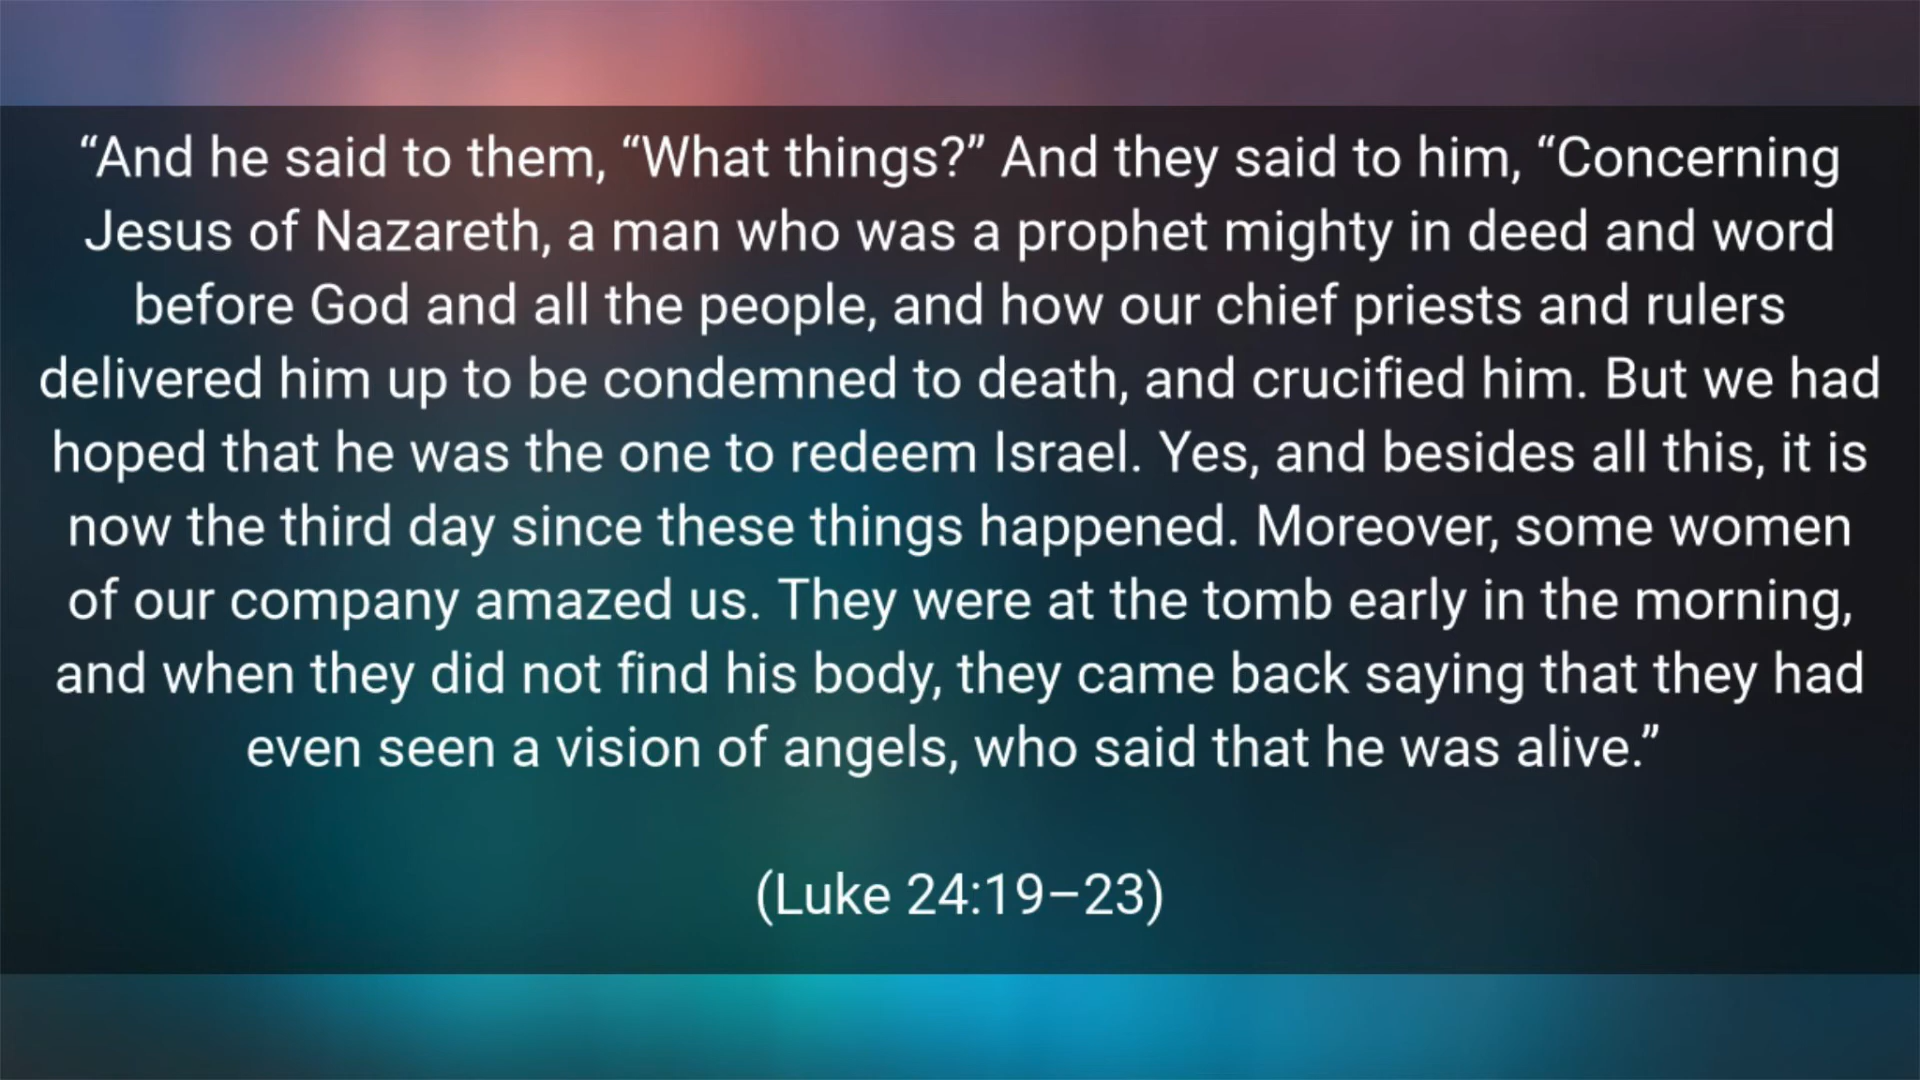 “And he said to them, “What things?” And they said to him, “Concerning
Jesus of Nazareth, a man who was a prophet mighty in deed and word
before God and all the people, and how our chief priests and rulers
delivered him up to be condemned to death, and crucified him. But we had
hoped that he was the one to redeem Israel. Yes, and besides all this, it is
now the third day since these things happened. Moreover, some women
of our company amazed us. They were at the tomb early in the morning,
and when they did not find his body, they came back saying that they had
even seen a vision of angels, who said that he was alive.”
(Luke 24:19–23)